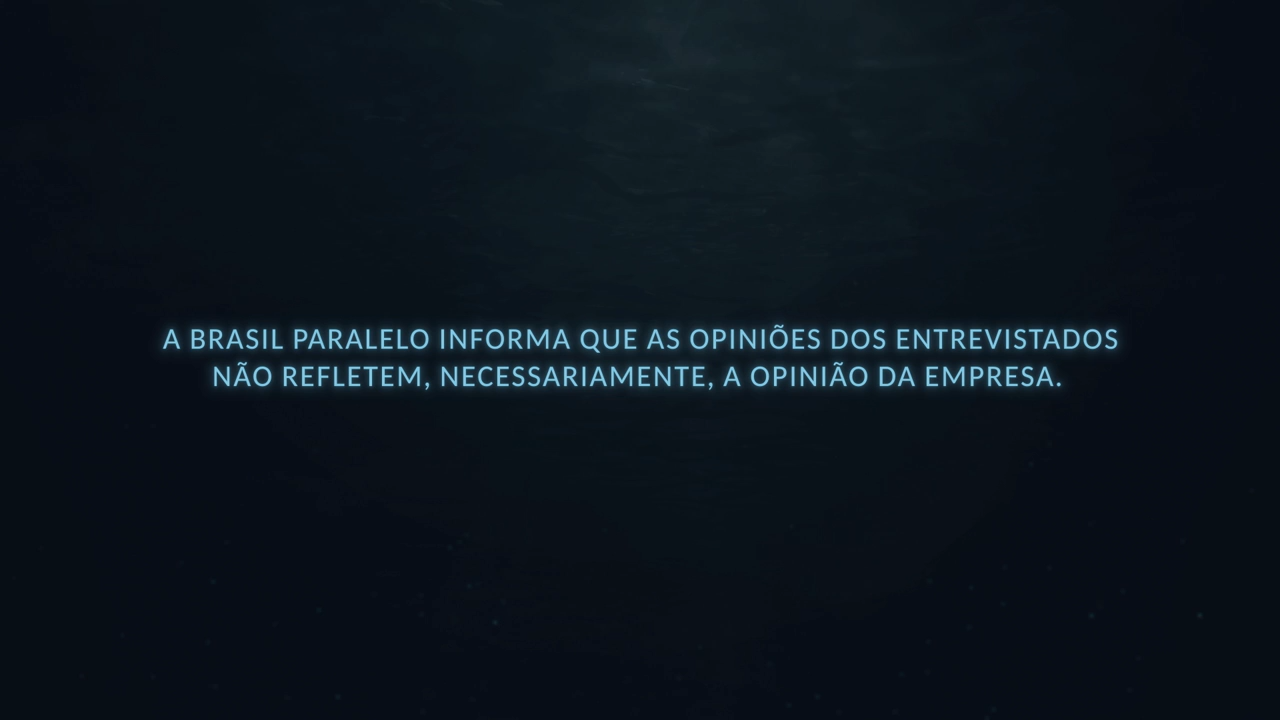 A BRASIL PARALELO INFORMA QUE AS OPINIÕES DOS ENTREVISTADOS
NÃO REFLETEM, NECESSARIAMENTE, A OPINIÃO DA EMPRESA.